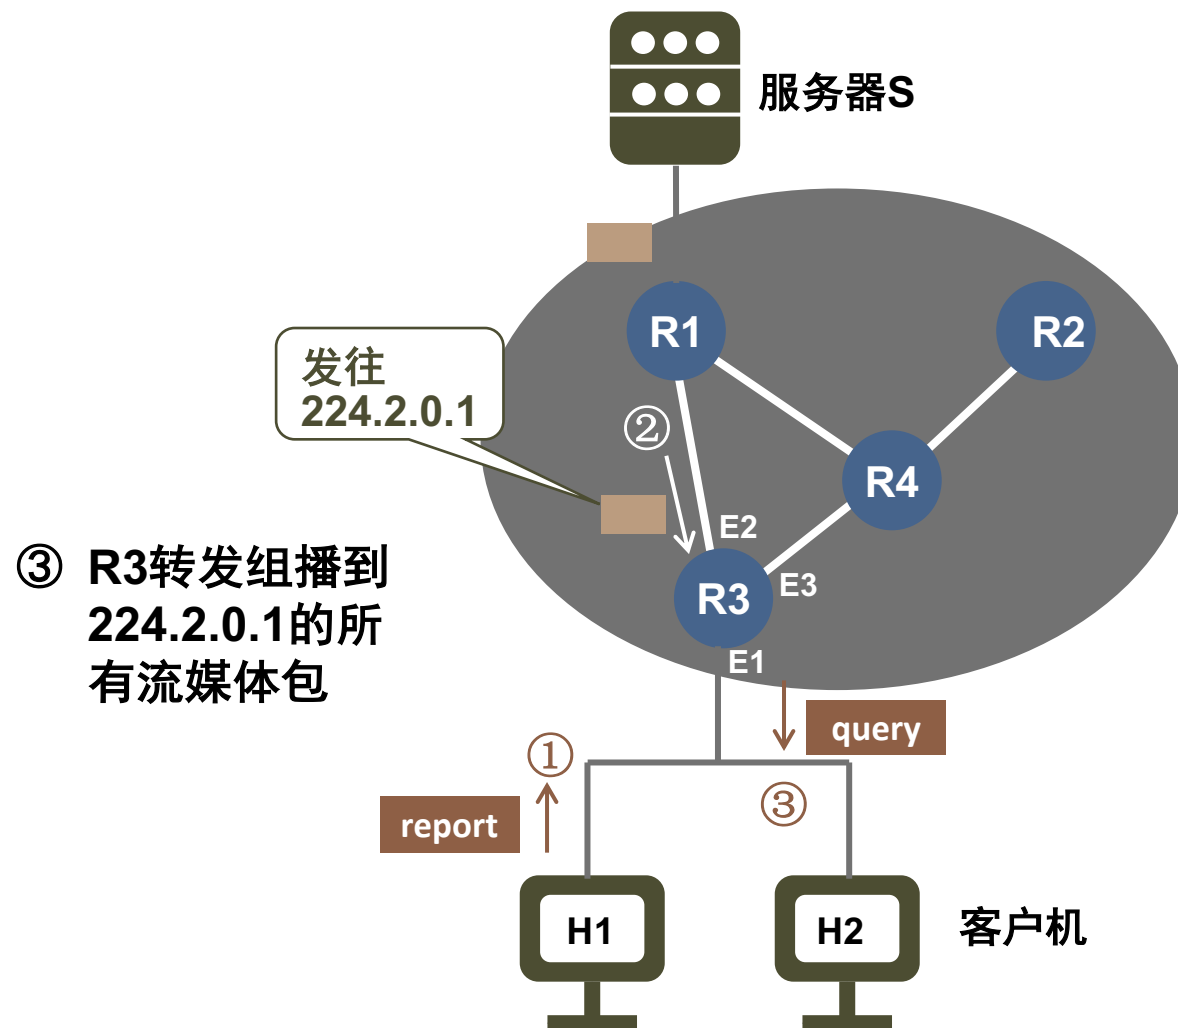 服务器S
R1
R2
发往
224.2.0.1
②
R4
E2
③ R3转发组播到
224.2.0.1的所
有流媒体包
R3
E3
E1
query
①
③
report
H1
H2
客户机